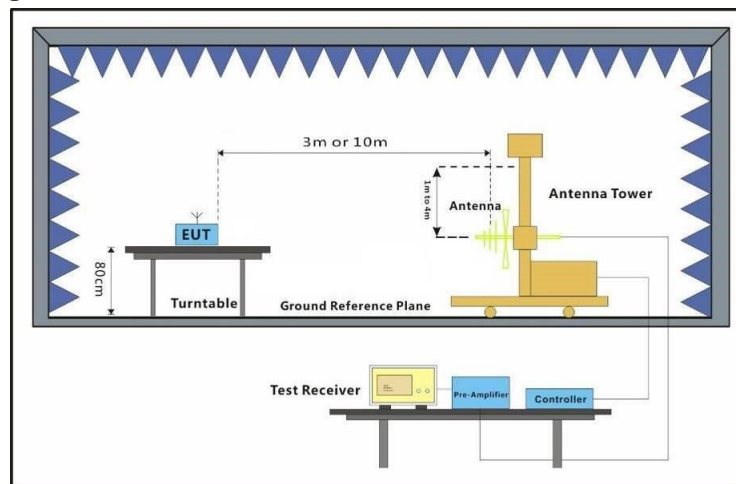 3m or 10m
1m to 4m
Antenna
Antenna Tower
EUT
80cm
Turntable
Ground Reference Plane
Test Receiver
Pre-Amplifier
Controller